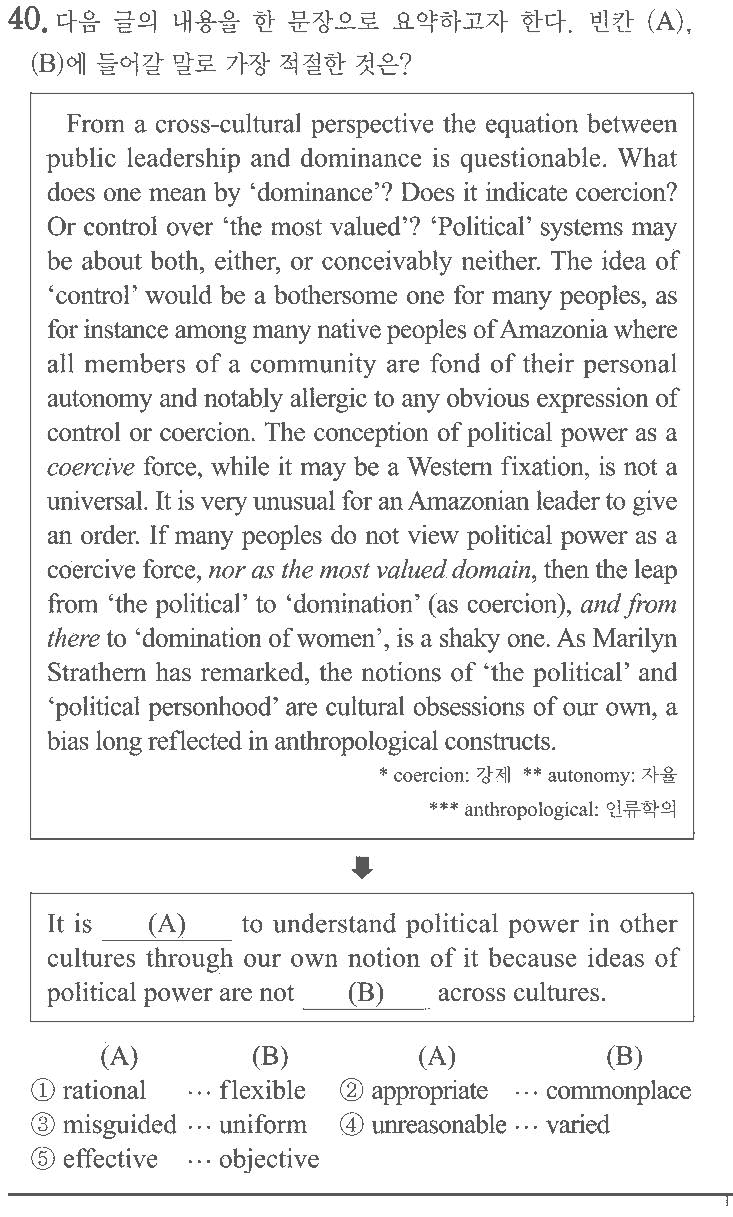 40. 다음 글의 내용을 한 문장으로 요약하고자 한다. 빈칸 (A),
(B)에 들어갈 말로 가장 적절한 것은?
From a cross-cultural perspective the equation between
public leadership and dominance is questionable. What
does one mean by ‘dominance’? Does it indicate coercion?
Or control over ‘the most valued’? ‘Political’ systems may
be about both, either, or conceivably neither. The idea of
‘control’ would be a bothersome one for many peoples, as
for instance among many native peoples of Amazonia where
all members of a community are fond of their personal
autonomy and notably allergic to any obvious expression of
control or coercion. The conception of political power as a
coercive force, while it may be a Western fixation, is not a
universal. It is very unusual for an Amazonian leader to give
an order. If many peoples do not view political power as a
coercive force, nor as the most valued domain, then the leap
from ‘the political’ to ‘domination’ (as coercion), and from
there to ‘domination of women’, is a shaky one. As Marilyn
Strathern has remarked, the notions of ‘the political’ and
‘political personhood’ are cultural obsessions of our own, a
bias long reflected in anthropological constructs.
* coercion: 강제 ** autonomy: 자율
*** anthropological: 인류학의
It is (A) to understand political power in other
cultures through our own notion of it because ideas of
political power are not (B) across cultures.
(A) (B) (A) (B)
① rational … flexible ② appropriate … commonplace
③ misguided … uniform ④ unreasonable … varied
⑤ effective … objective